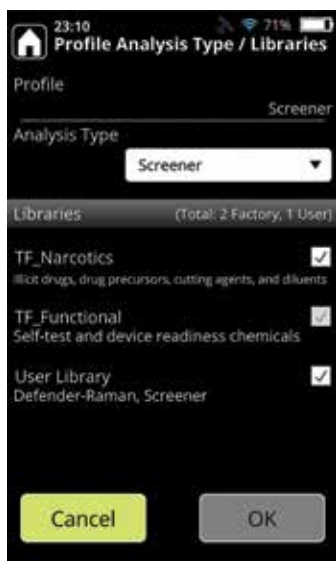 23:10
71%
Profile Analysis Type / Libraries
Profile
Screener
Analysis Type
Screener
Libraries (Total: 2 Factory, 1 User)
TF_Narcotics
Illicit drugs, drug precursors, cutting agents, and diluents
TF_Functional
Self-test and device readiness chemicals
User Library
Defender-Raman, Screener
Cancel
OK